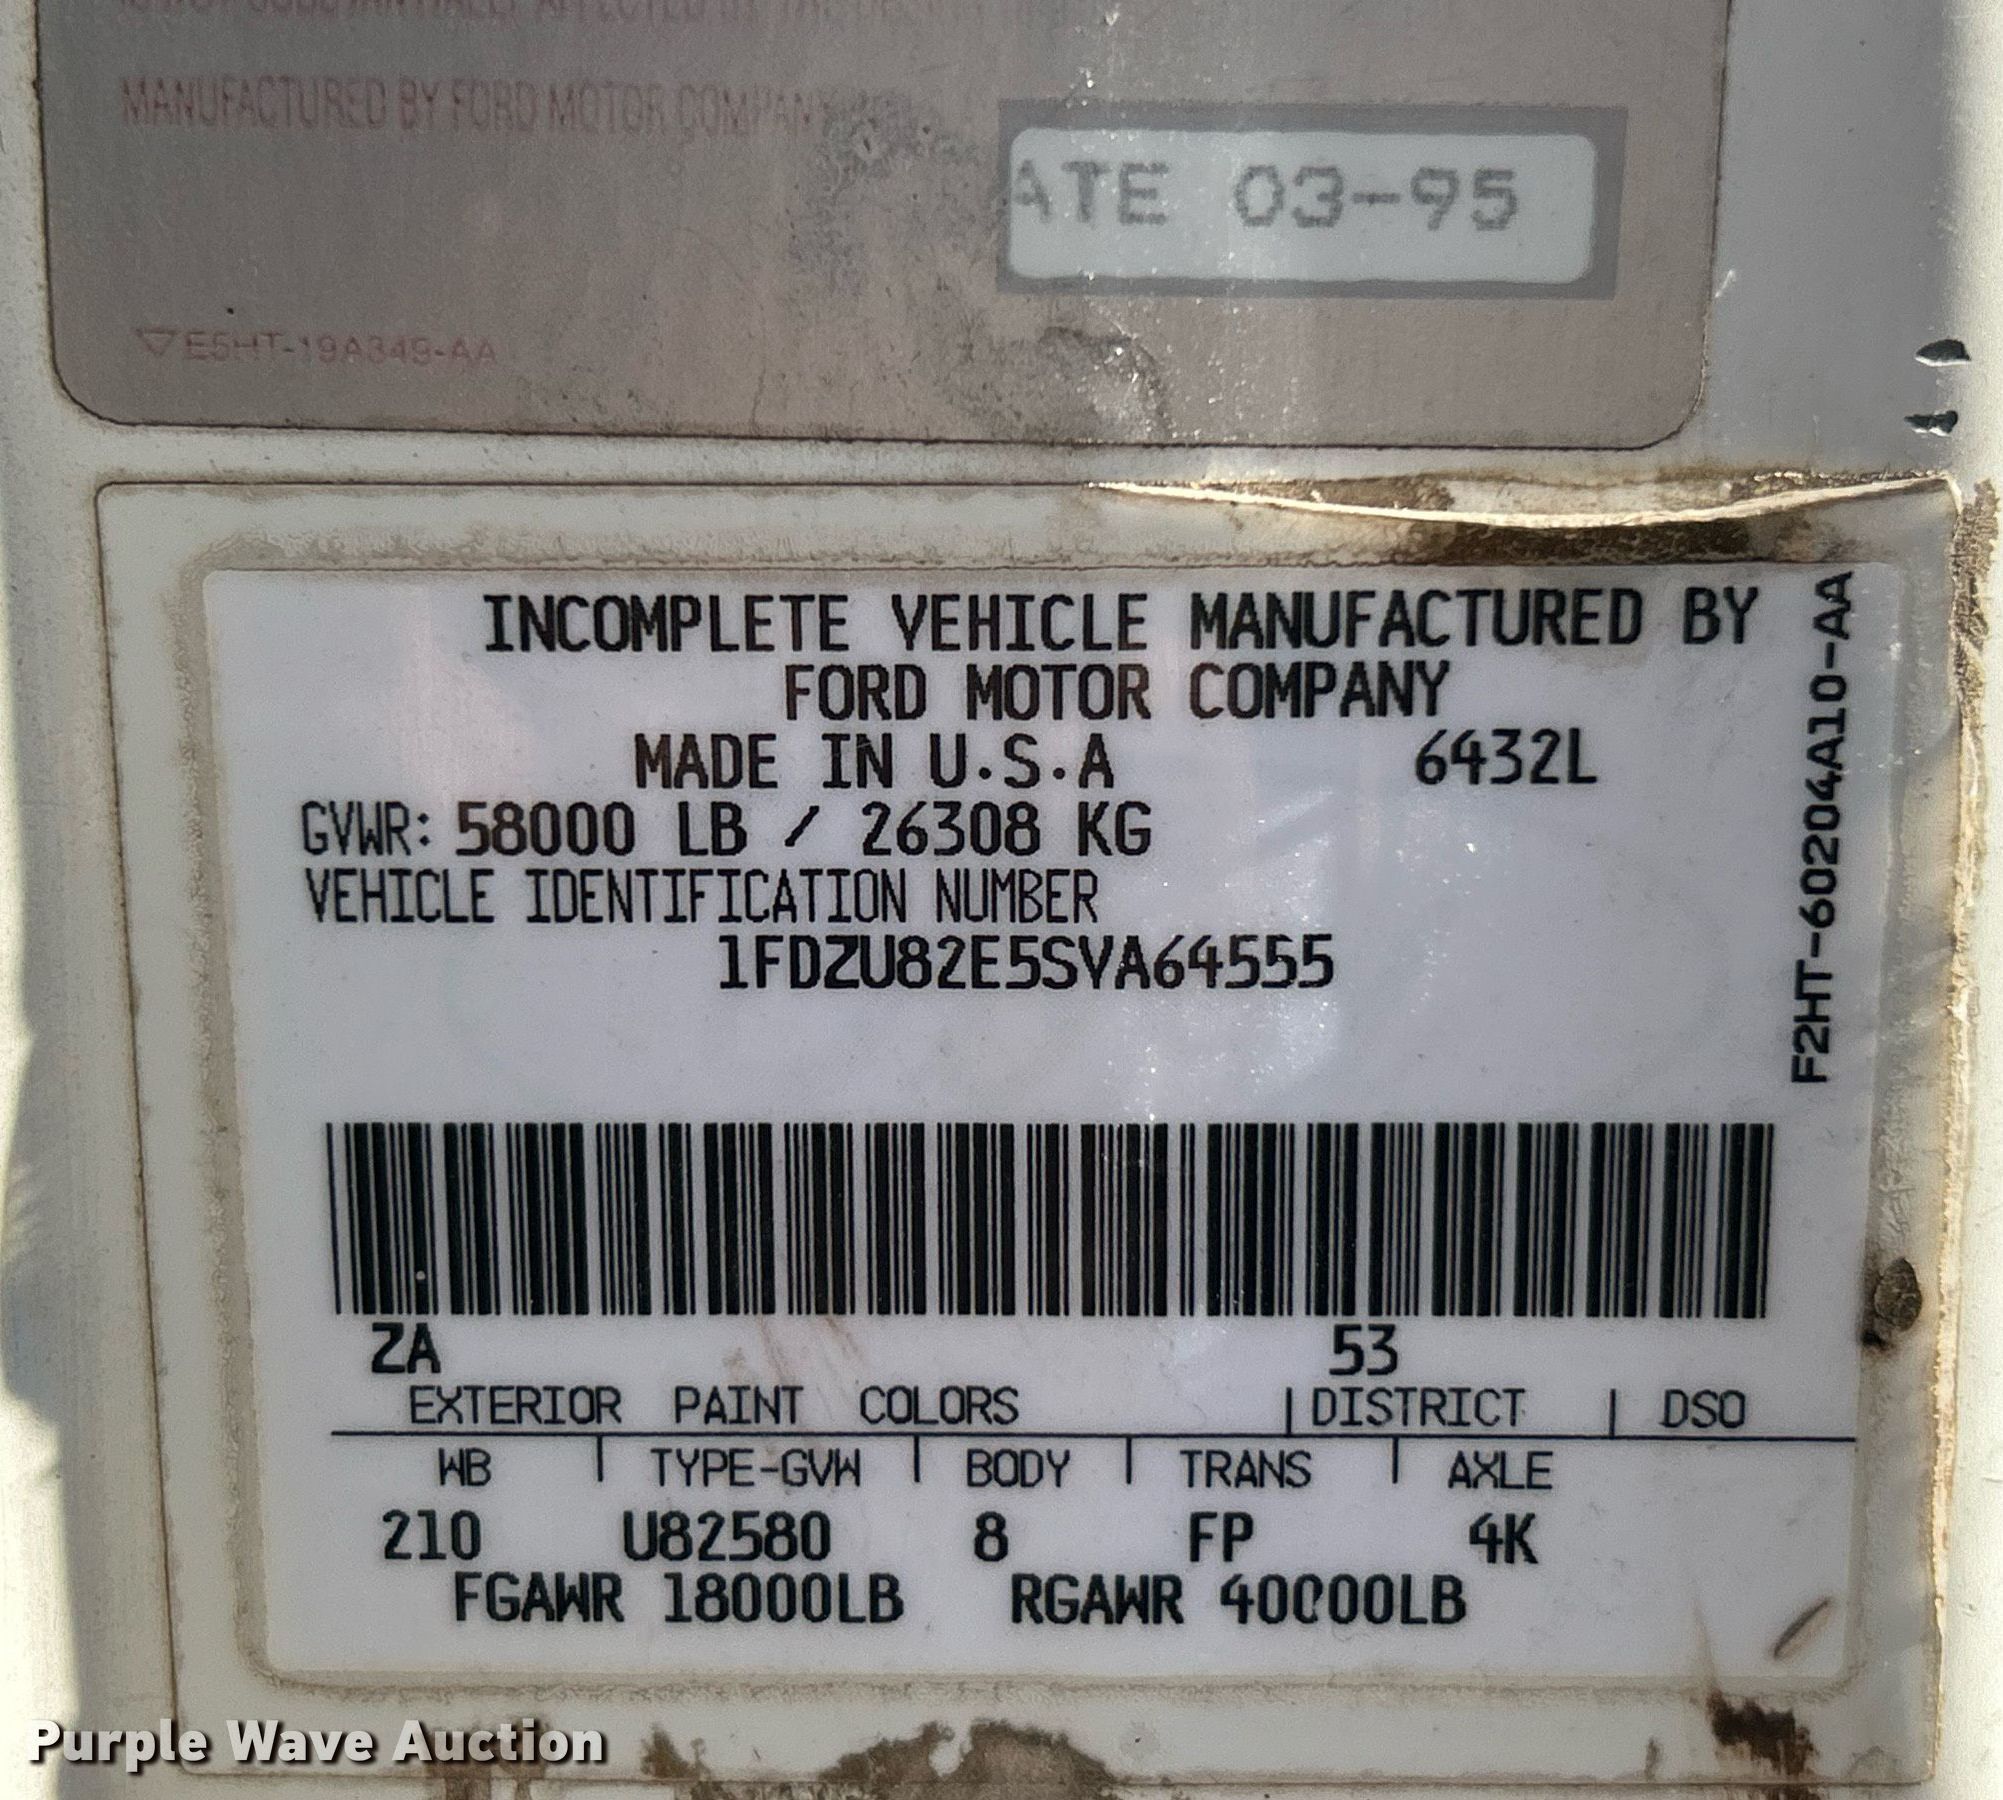 MANUFACTURED BY FORD MOTOR COMPANY
ATE 03-95
E5HT-19A349-AA
INCOMPLETE VEHICLE MANUFACTURED BY
FORD MOTOR COMPANY
MADE IN U.S.A 6432L
GVWR: 58000 LB / 26308 KG
VEHICLE IDENTIFICATION NUMBER
1FDZU82E5SVA64555
F2HT-60204A10-AA
ZA 53
EXTERIOR PAINT COLORS | DISTRICT | DSO
WB | TYPE-GVW | BODY | TRANS | AXLE
210 U82580 8 FP 4K
FGAWR 18000LB RGAWR 40000LB
Purple Wave Auction